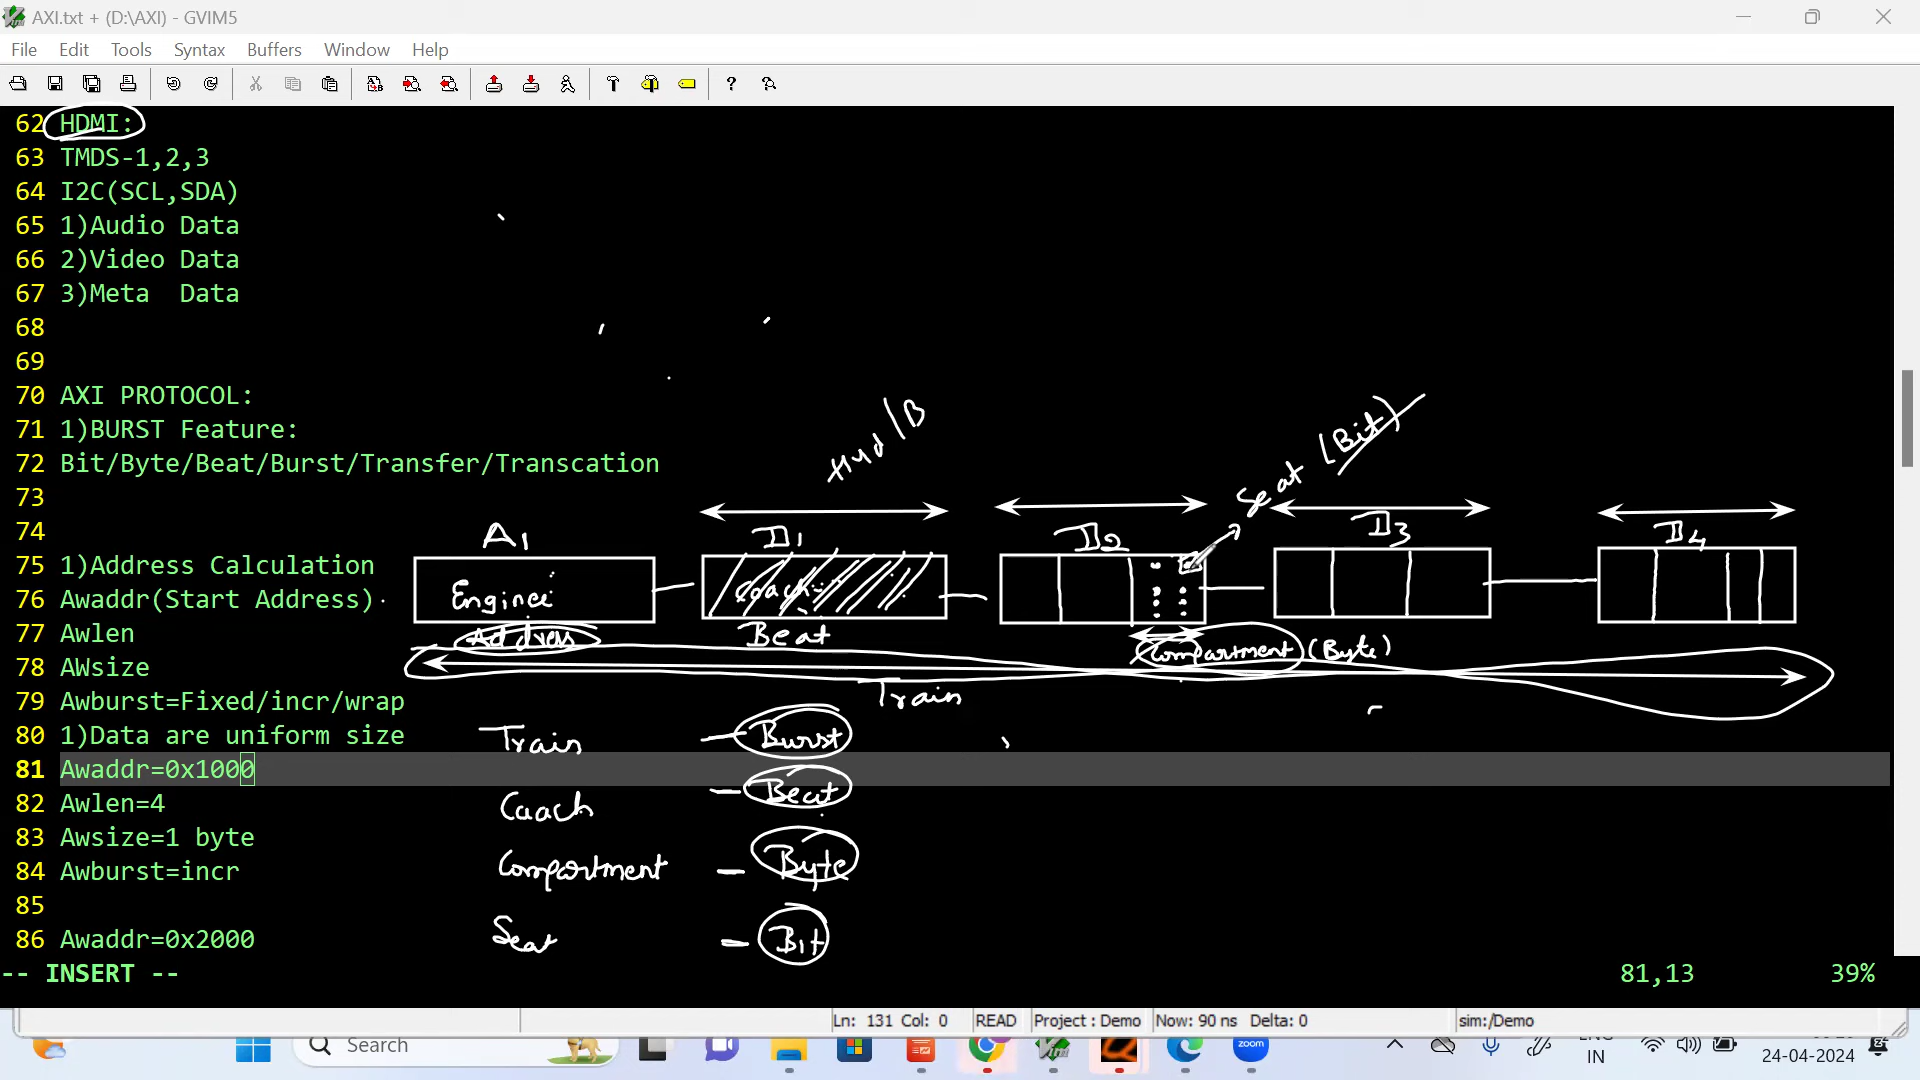 AXI.txt + (D:\AXI) - GVIM5
File Edit Tools Syntax Buffers Window Help
62 HDMI:
63 TMDS-1,2,3
64 I2C(SCL,SDA)
65 1)Audio Data
66 2)Video Data
67 3)Meta  Data
68
69
70 AXI PROTOCOL:
71 1)BURST Feature:
72 Bit/Byte/Beat/Burst/Transfer/Transcation
73
74
75 1)Address Calculation
76 Awaddr(Start Address)
77 Awlen
78 AWsize
79 Awburst=Fixed/incr/wrap
80 1)Data are uniform size
81 Awaddr=0x1000
82 Awlen=4
83 Awsize=1 byte
84 Awburst=incr
85
86 Awaddr=0x2000
-- INSERT -- 81,13 39%
Hyd/B
Seat (Bit)
A1 D1 D2 D3 D4
Engine Coach
Address Beat Compartment (Byte)
Train
Train - Burst
Coach - Beat
Compartment - Byte
Seat - Bit
Ln: 131 Col: 0 READ Project : Demo Now: 90 ns Delta: 0 sim:/Demo
Search zoom
IN 24-04-2024